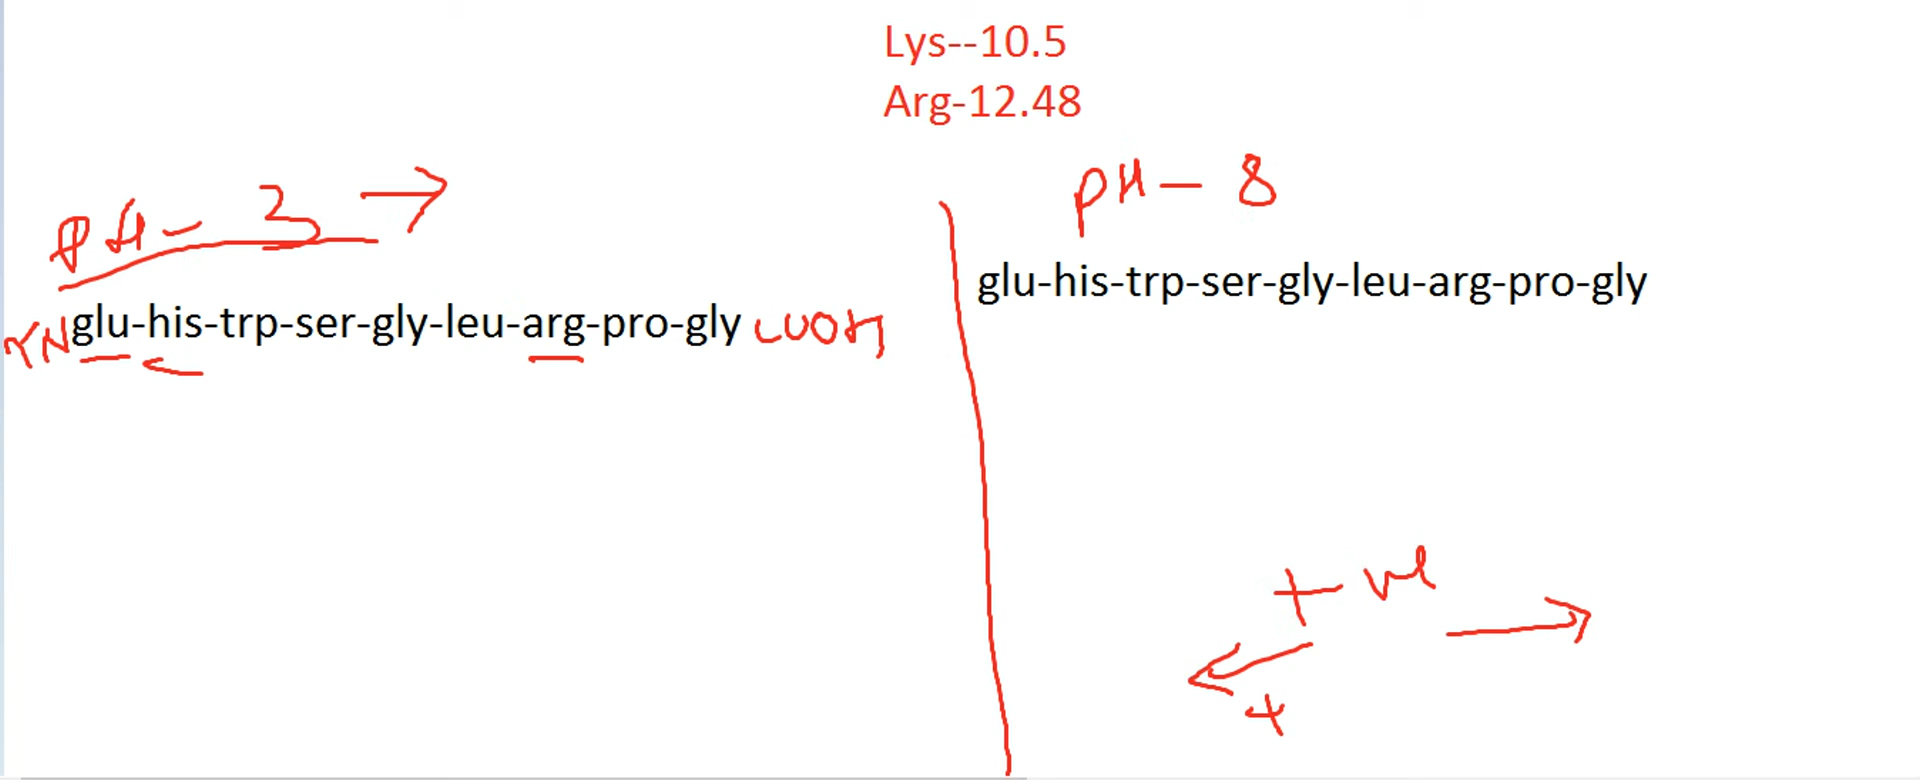 Lys--10.5
Arg-12.48
pH- 3 →
glu-his-trp-ser-gly-leu-arg-pro-gly COOH
pH - 8
glu-his-trp-ser-gly-leu-arg-pro-gly
+ ve
+